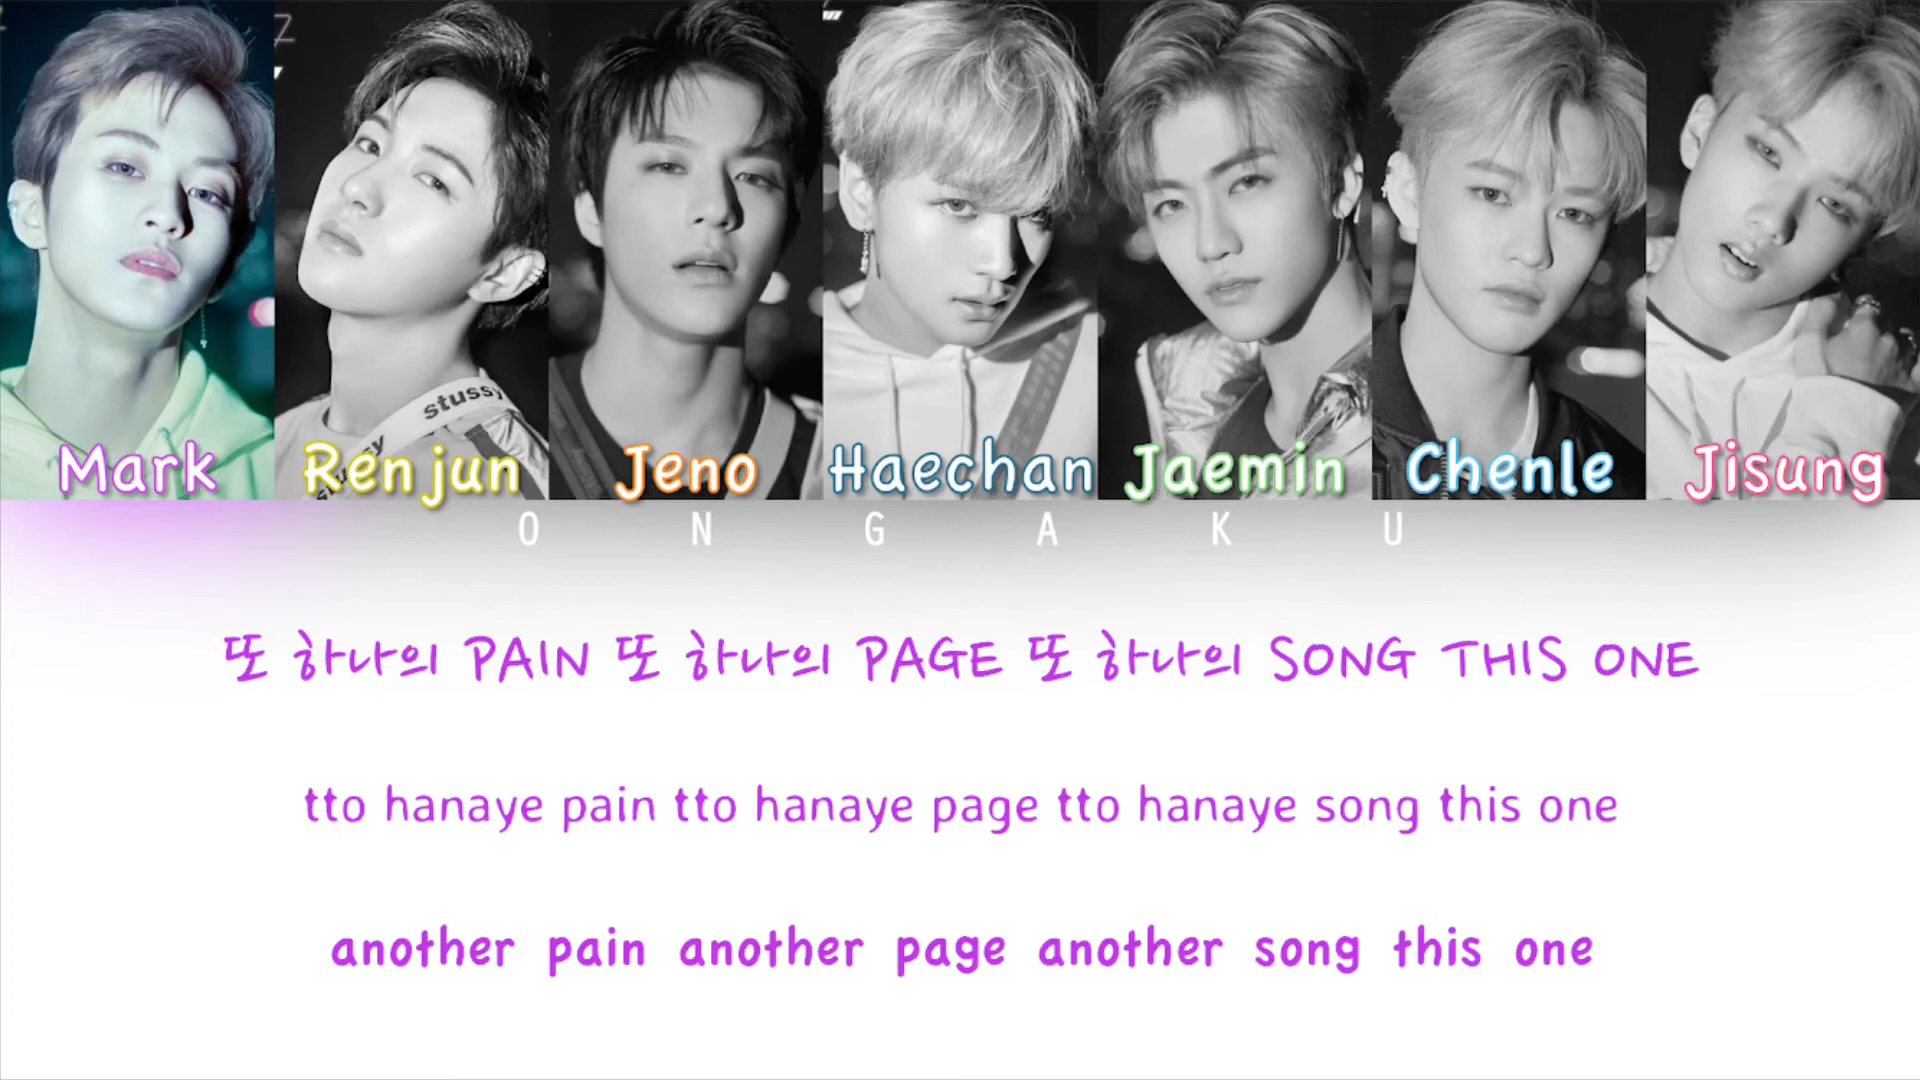 stussy
Mark Renjun Jeno Haechan Jaemin Chenle Jisung
ONGAKU
또 하나의 PAIN 또 하나의 PAGE 또 하나의 SONG THIS ONE
tto hanaye pain tto hanaye page tto hanaye song this one
another pain another page another song this one